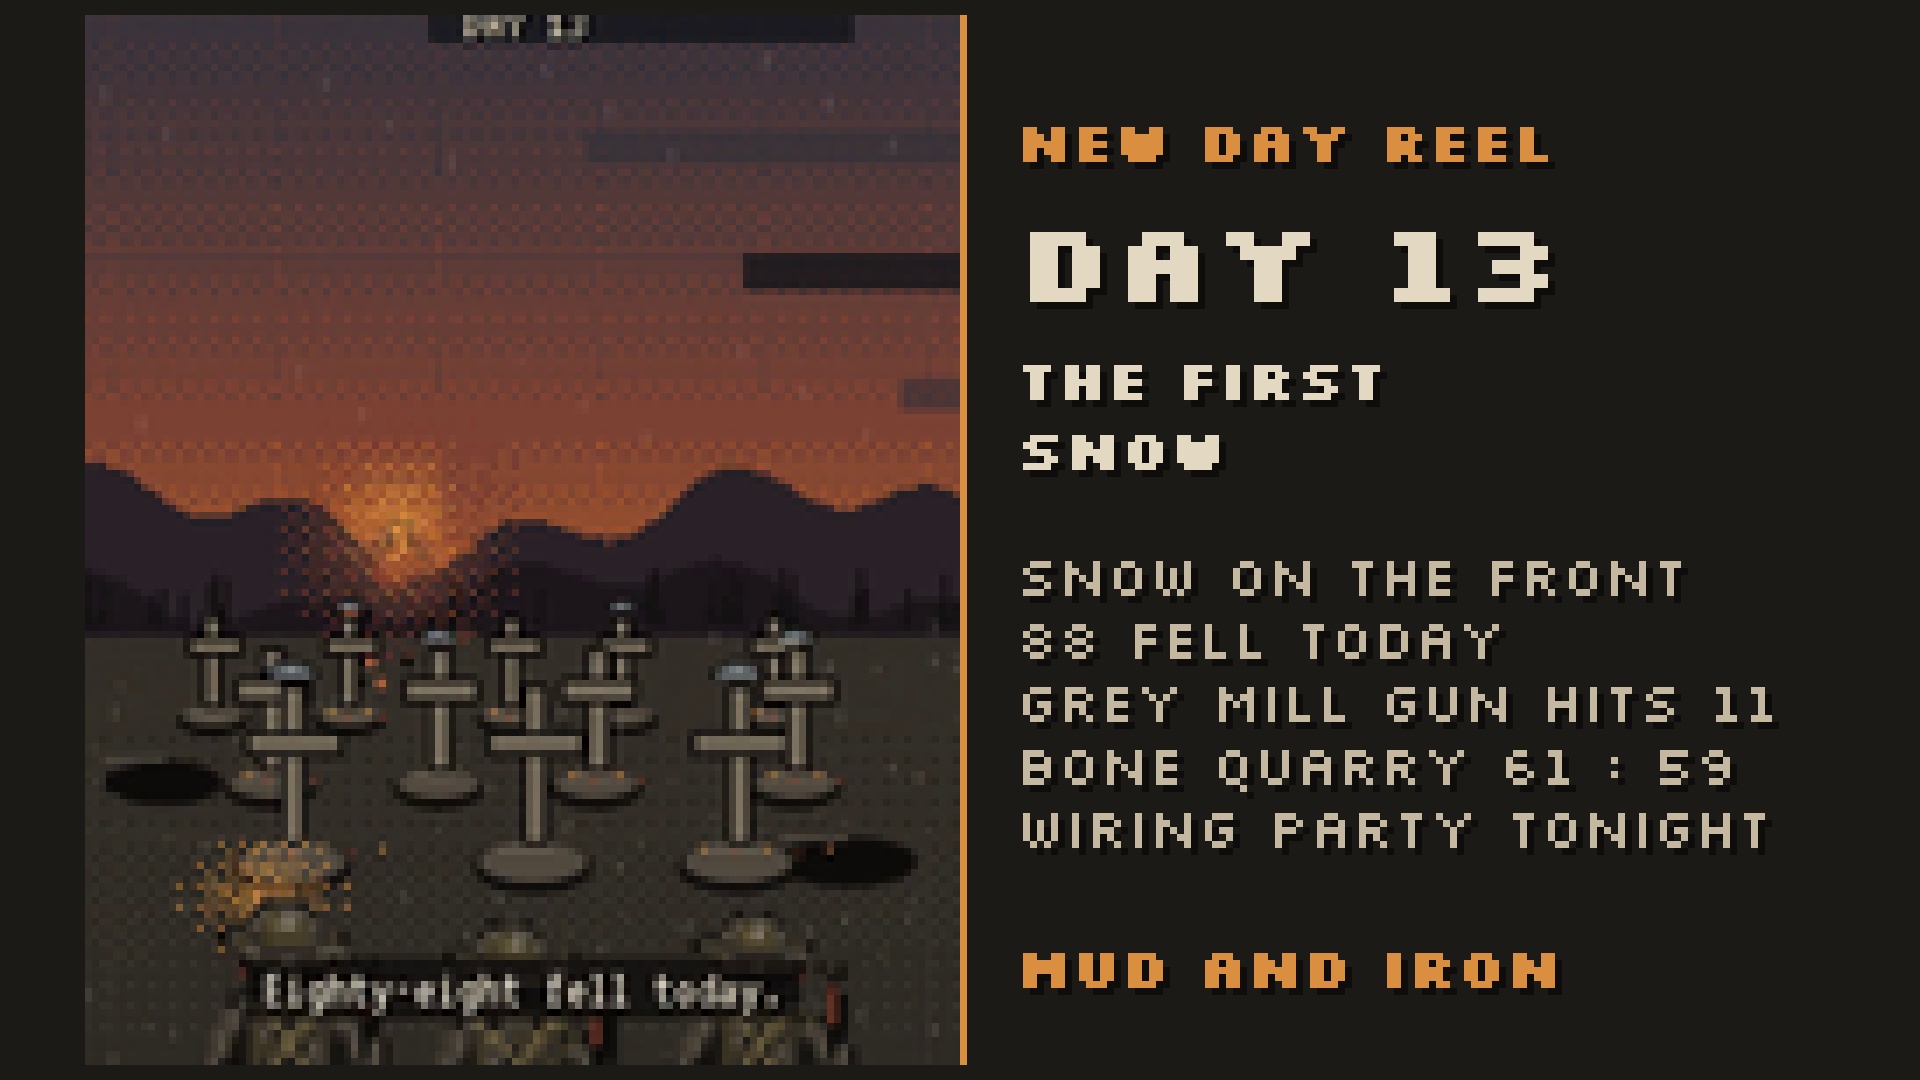 DAY 13
Eighty-eight fell today.
NEW DAY REEL
DAY 13
THE FIRST
SNOW
SNOW ON THE FRONT
88 FELL TODAY
GREY MILL GUN HITS 11
BONE QUARRY 61 : 59
WIRING PARTY TONIGHT
MUD AND IRON